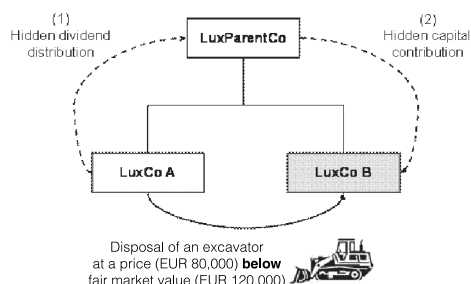 (1)
Hidden dividend
distribution
LuxParentCo
(2)
Hidden capital
contribution
LuxCo A
LuxCo B
Disposal of an excavator
at a price (EUR 80,000) below
fair market value (EUR 120,000)